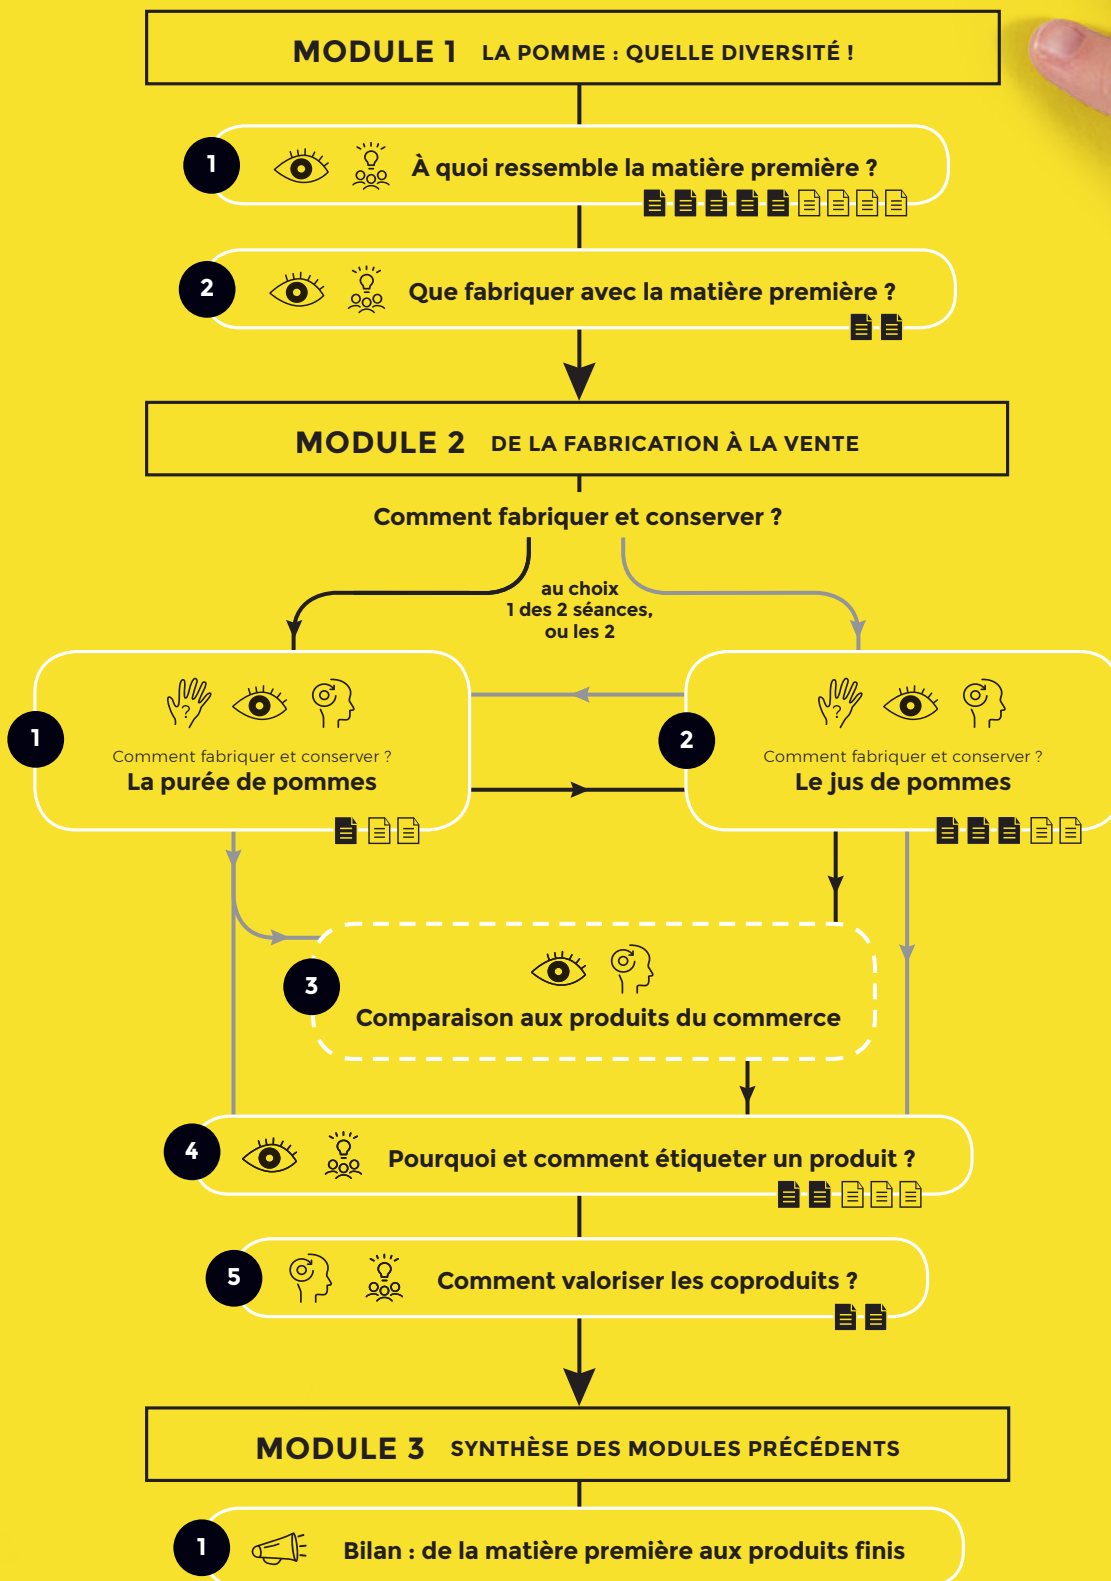 MODULE 1 LA POMME : QUELLE DIVERSITÉ !
1 À quoi ressemble la matière première ?
2 Que fabriquer avec la matière première ?
MODULE 2 DE LA FABRICATION À LA VENTE
Comment fabriquer et conserver ?
au choix
1 des 2 séances,
ou les 2
1
?
Comment fabriquer et conserver ?
La purée de pommes
2
?
Comment fabriquer et conserver ?
Le jus de pommes
3
Comparaison aux produits du commerce
4 Pourquoi et comment étiqueter un produit ?
5 Comment valoriser les coproduits ?
MODULE 3 SYNTHÈSE DES MODULES PRÉCÉDENTS
1 Bilan : de la matière première aux produits finis